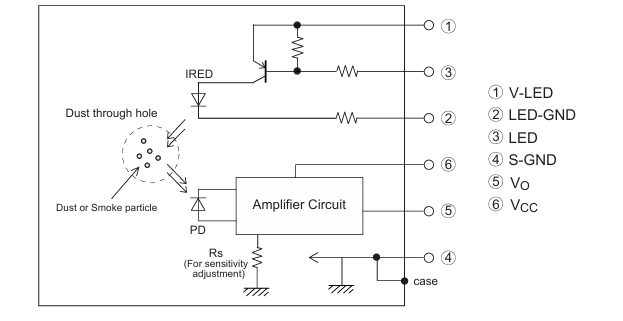 ①
IRED
③
① V-LED
Dust through hole
② LED-GND
②
③ LED
④ S-GND
⑥
⑤ VO
⑥ VCC
Amplifier Circuit
Dust or Smoke particle
⑤
PD
Rs
(For sensitivity
adjustment)
④
case